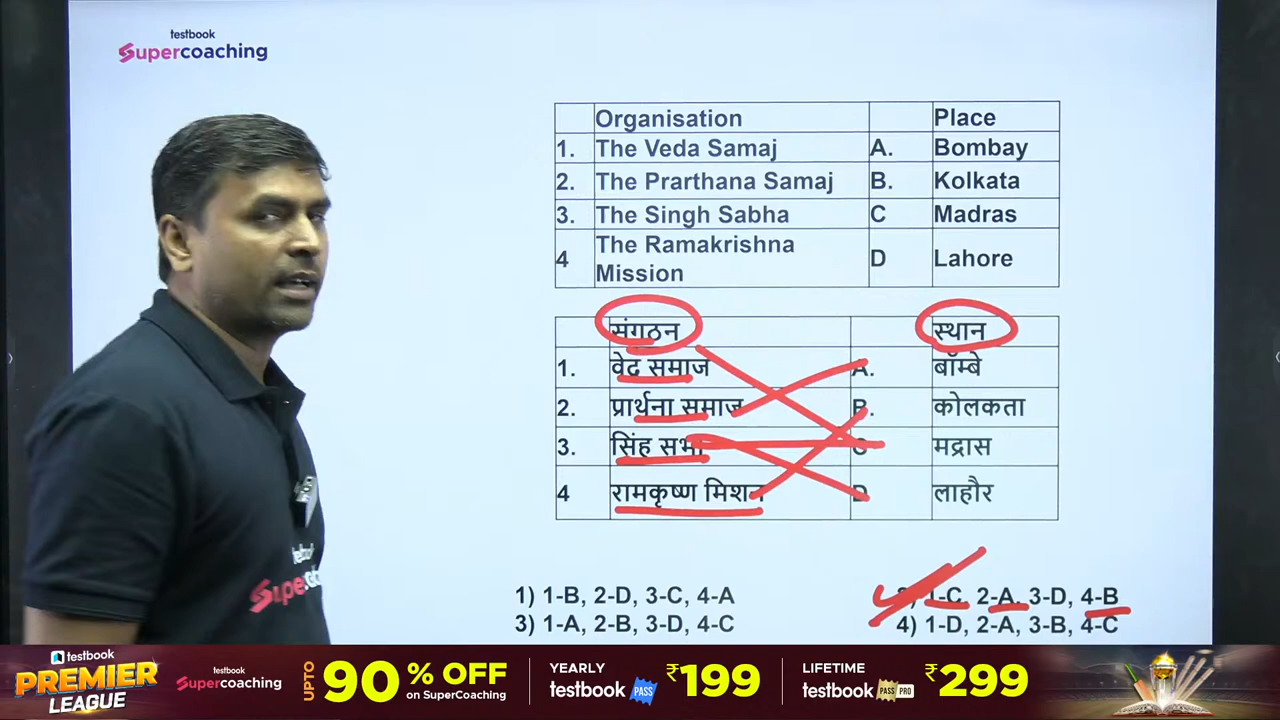 testbook
Supercoaching
Organisation Place
1. The Veda Samaj A. Bombay
2. The Prarthana Samaj B. Kolkata
3. The Singh Sabha C Madras
4 The Ramakrishna Mission D Lahore
संगठन स्थान
1. वेद समाज A. बॉम्बे
2. प्रार्थना समाज B. कोलकता
3. सिंह सभा C मद्रास
4 रामकृष्ण मिशन D लाहौर
1) 1-B, 2-D, 3-C, 4-A
2) 1-C, 2-A, 3-D, 4-B
3) 1-A, 2-B, 3-D, 4-C
4) 1-D, 2-A, 3-B, 4-C
testbook
PREMIER
LEAGUE
testbook
Supercoaching
UPTO 90% OFF
on SuperCoaching
YEARLY
testbook PASS ₹199
LIFETIME
testbook PASS PRO ₹299